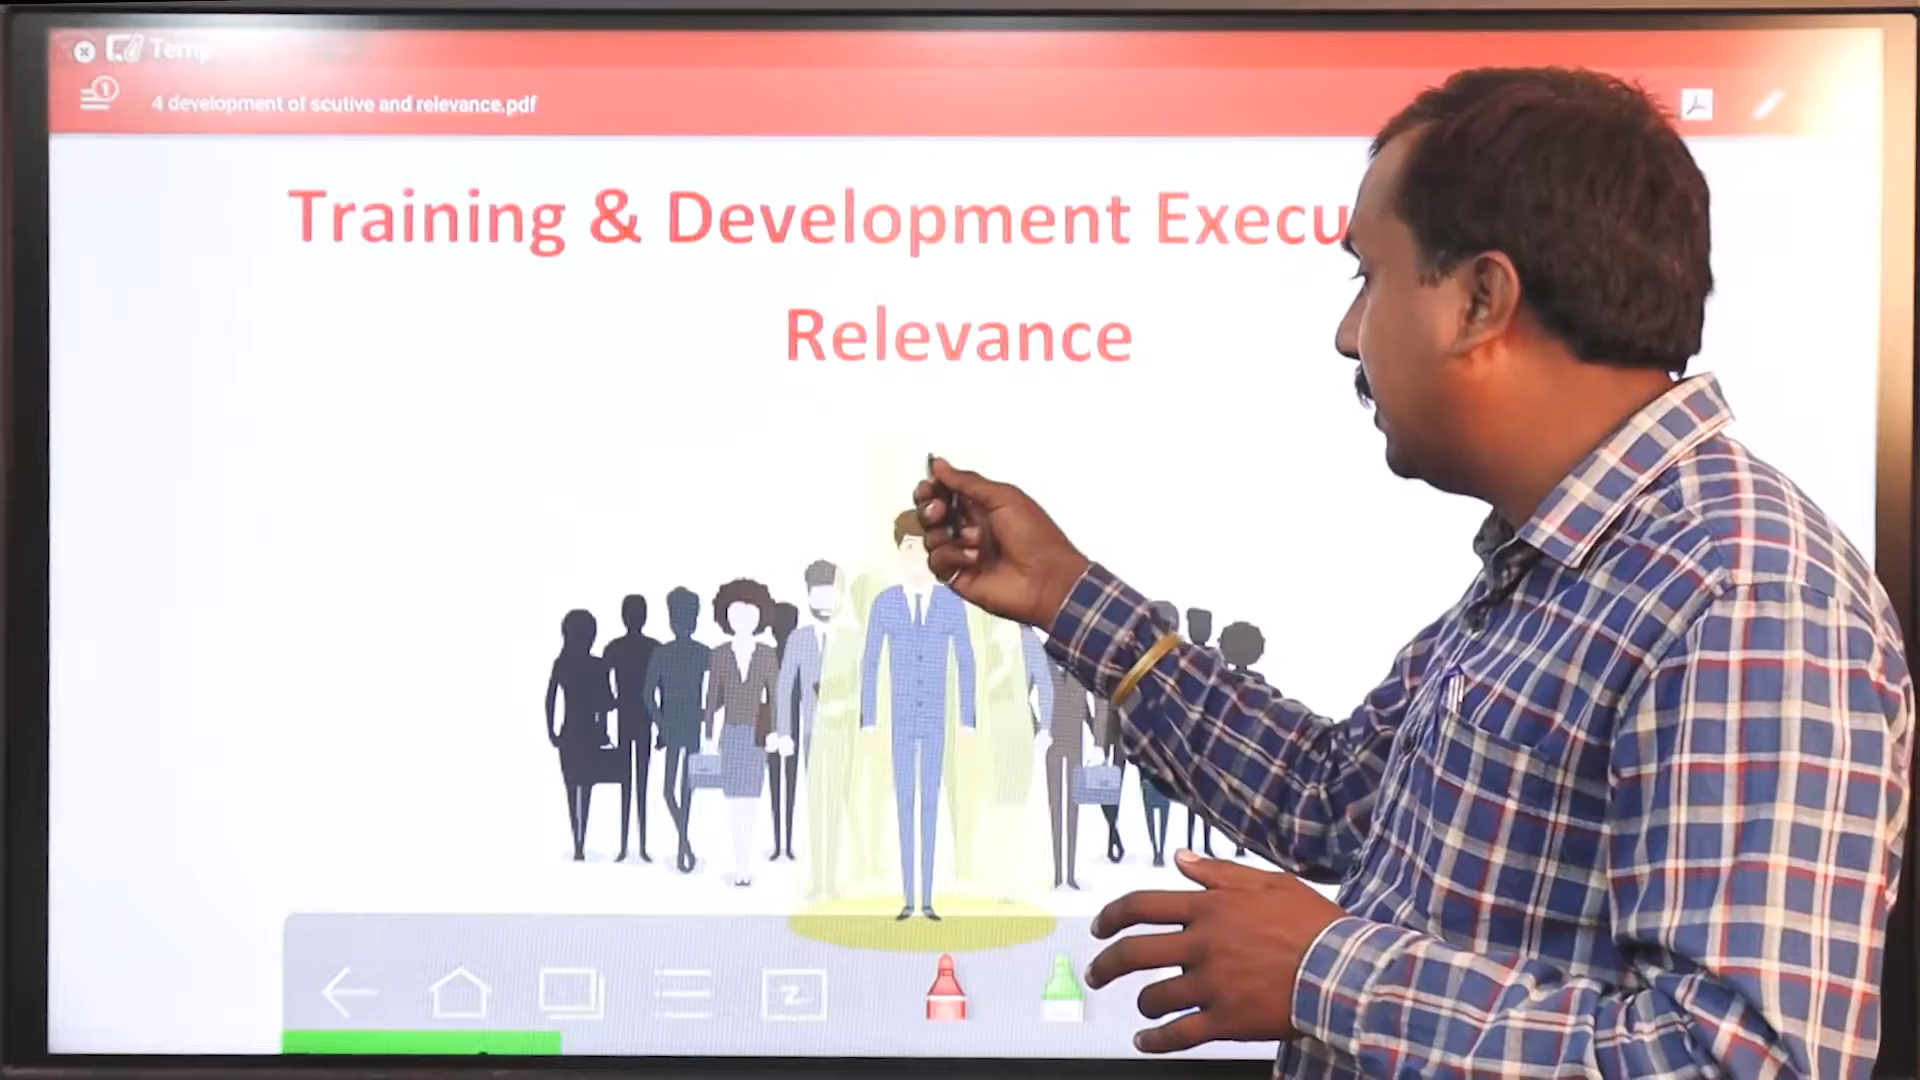 4 development of scutive and relevance.pdf
Training & Development Execu
Relevance